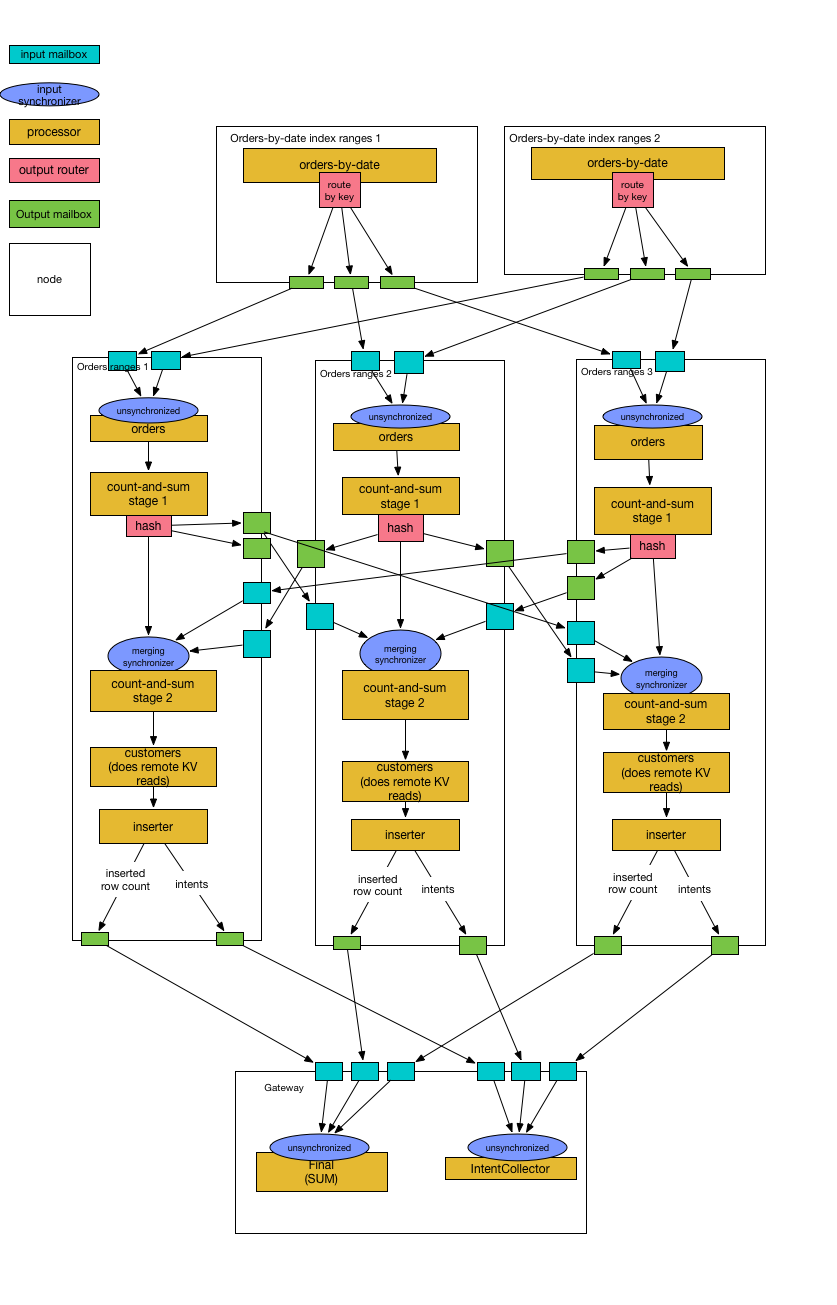 input mailbox
input
synchronizer
processor
output router
Output mailbox
node
Orders-by-date index ranges 1
orders-by-date
route
by key
Orders-by-date index ranges 2
orders-by-date
route
by key
Orders ranges 1
unsynchronized
orders
count-and-sum
stage 1
hash
merging
synchronizer
count-and-sum
stage 2
customers
(does remote KV
reads)
inserter
inserted
row count
intents
Orders ranges 2
unsynchronized
orders
count-and-sum
stage 1
hash
merging
synchronizer
count-and-sum
stage 2
customers
(does remote KV
reads)
inserter
inserted
row count
intents
Orders ranges 3
unsynchronized
orders
count-and-sum
stage 1
hash
merging
synchronizer
count-and-sum
stage 2
customers
(does remote KV
reads)
inserter
inserted
row count
intents
Gateway
unsynchronized
Final
(SUM)
unsynchronized
IntentCollector